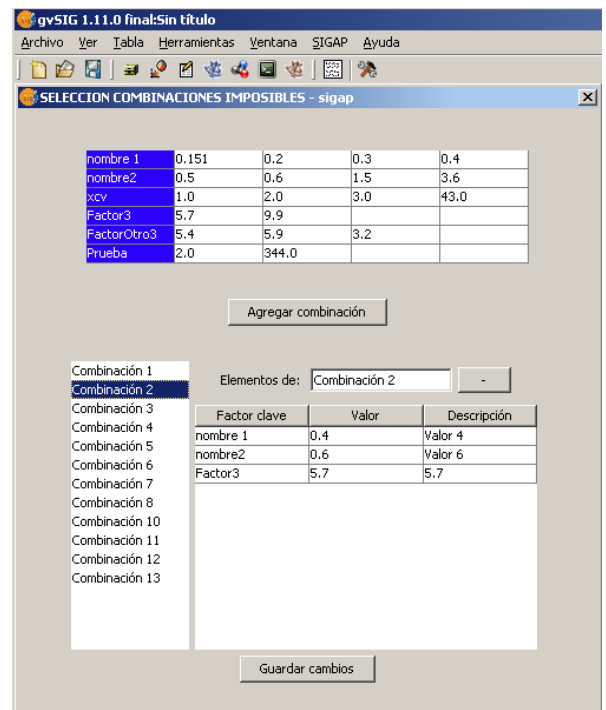 gvSIG 1.11.0 final:Sin título
Archivo Ver Tabla Herramientas Ventana SIGAP Ayuda
SELECCION COMBINACIONES IMPOSIBLES - sigap
nombre 1 0.151 0.2 0.3 0.4
nombre2 0.5 0.6 1.5 3.6
xcv 1.0 2.0 3.0 43.0
Factor3 5.7 9.9
FactorOtro3 5.4 5.9 3.2
Prueba 2.0 344.0
Agregar combinación
Combinación 1
Combinación 2
Combinación 3
Combinación 4
Combinación 5
Combinación 6
Combinación 7
Combinación 8
Combinación 10
Combinación 11
Combinación 12
Combinación 13
Elementos de: Combinación 2 -
Factor clave Valor Descripción
nombre 1 0.4 Valor 4
nombre2 0.6 Valor 6
Factor3 5.7 5.7
Guardar cambios